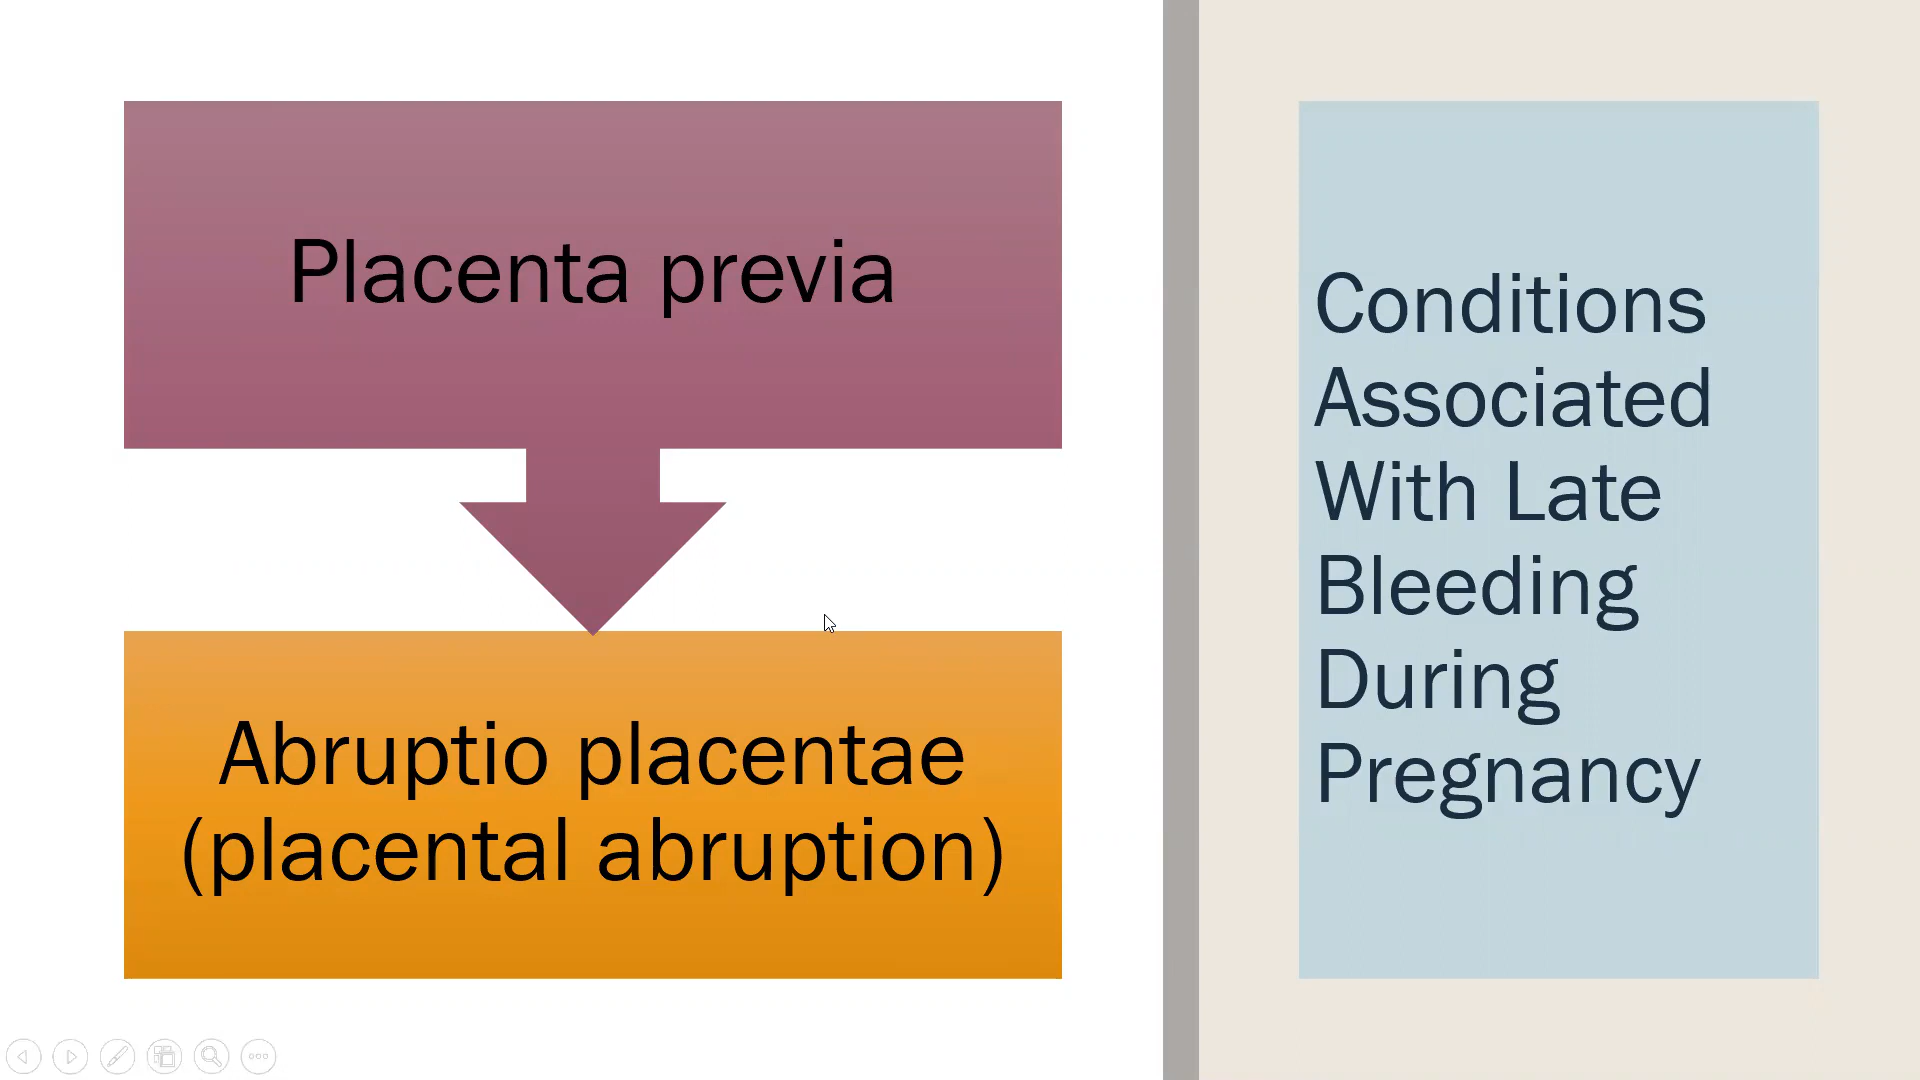 Placenta previa
Abruptio placentae
(placental abruption)
Conditions
Associated
With Late
Bleeding
During
Pregnancy